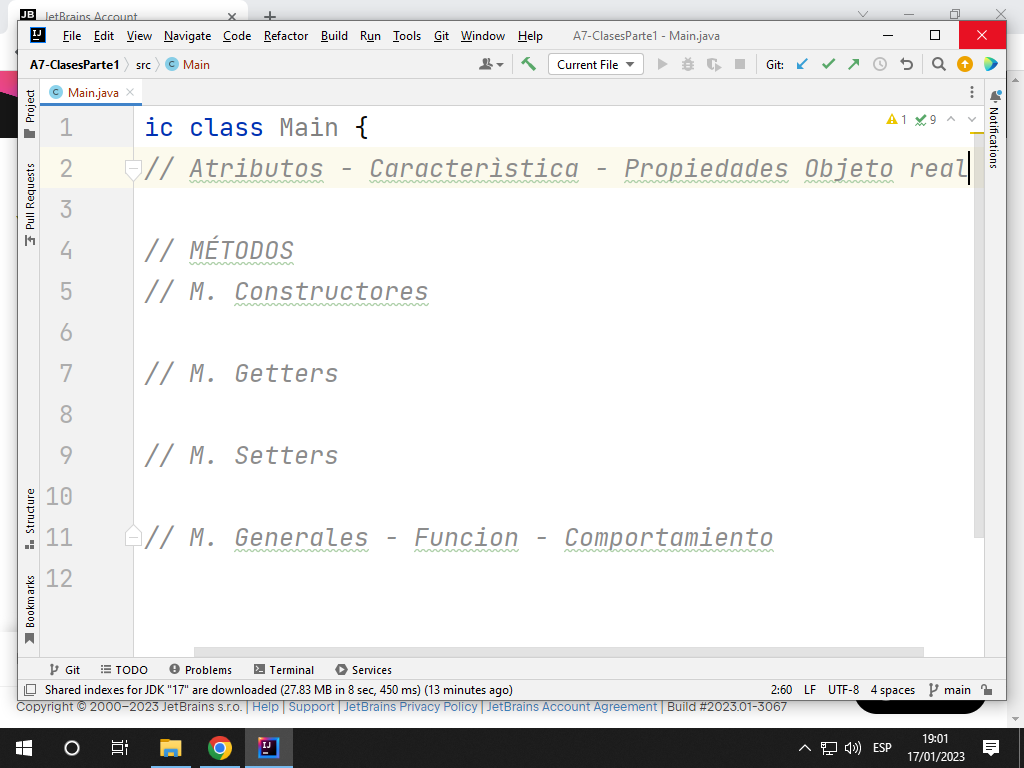 JB JetBrains Account
IJ File Edit View Navigate Code Refactor Build Run Tools Git Window Help A7-ClasesParte1 - Main.java
A7-ClasesParte1 src C Main Current File Git:
C Main.java
Project
Pull Requests
Structure
Bookmarks
Notifications
1 ic class Main { 1 9
2 // Atributos - Caracterìstica - Propiedades Objeto real
3
4 // MÉTODOS
5 // M. Constructores
6
7 // M. Getters
8
9 // M. Setters
10
11 // M. Generales - Funcion - Comportamiento
12
Git TODO Problems Terminal Services
Shared indexes for JDK "17" are downloaded (27.83 MB in 8 sec, 450 ms) (13 minutes ago) 2:60 LF UTF-8 4 spaces main
Copyright © 2000–2023 JetBrains s.r.o. | Help | Support | JetBrains Privacy Policy | JetBrains Account Agreement | Build #2023.01-3067
IJ ESP 19:01
17/01/2023